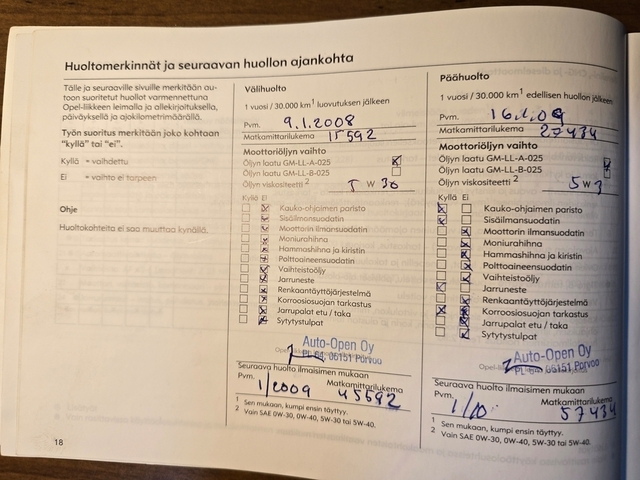 Huoltomerkinnät ja seuraavan huollon ajankohta
Tälle ja seuraaville sivuille merkitään au-
toon suoritetut huollot varmennettuna
Opel-liikkeen leimalla ja allekirjoituksella,
päiväyksellä ja ajokilometrimäärällä.
Työn suoritus merkitään joko kohtaan
"kyllä" tai "ei".
Kyllä = vaihdettu
Ei = vaihto ei tarpeen
Ohje
Huoltokohteita ei saa muuttaa kynällä.
18
Välihuolto
1 vuosi / 30.000 km1 luovutuksen jälkeen
Pvm. 9.1.2008
Matkamittarilukema 15592
Moottoriöljyn vaihto
Öljyn laatu GM-LL-A-025
Öljyn laatu GM-LL-B-025
Öljyn viskositeetti 2 5 W 30
Kyllä Ei
Kauko-ohjaimen paristo
Sisäilmansuodatin
Moottorin ilmansuodatin
Moniurahihna
Hammashihna ja kiristin
Polttoaineensuodatin
Vaihteistoöljy
Jarruneste
Renkaantäyttöjärjestelmä
Korroosiosuojan tarkastus
Jarrupalat etu / taka
Sytytystulpat
Auto-Open Oy
PL 64, 06151 Porvoo
Seuraava huolto ilmaisimen mukaan
Pvm. Matkamittarilukema
1/2009 45592
1 Sen mukaan, kumpi ensin täyttyy.
2 Vain SAE 0W-30, 0W-40, 5W-30 tai 5W-40.
Päähuolto
1 vuosi / 30.000 km1 edellisen huollon jälkeen
Pvm. 16.1.09
Matkamittarilukema 27434
Moottoriöljyn vaihto
Öljyn laatu GM-LL-A-025
Öljyn laatu GM-LL-B-025
Öljyn viskositeetti 2 5 W 3
Kyllä Ei
Kauko-ohjaimen paristo
Sisäilmansuodatin
Moottorin ilmansuodatin
Moniurahihna
Hammashihna ja kiristin
Polttoaineensuodatin
Vaihteistoöljy
Jarruneste
Renkaantäyttöjärjestelmä
Korroosiosuojan tarkastus
Jarrupalat etu / taka
Sytytystulpat
Auto-Open Oy
PL 64, 06151 Porvoo
Seuraava huolto ilmaisimen mukaan
Pvm. Matkamittarilukema
1/10 57434
1 Sen mukaan, kumpi ensin täyttyy.
2 Vain SAE 0W-30, 0W-40, 5W-30 tai 5W-40.